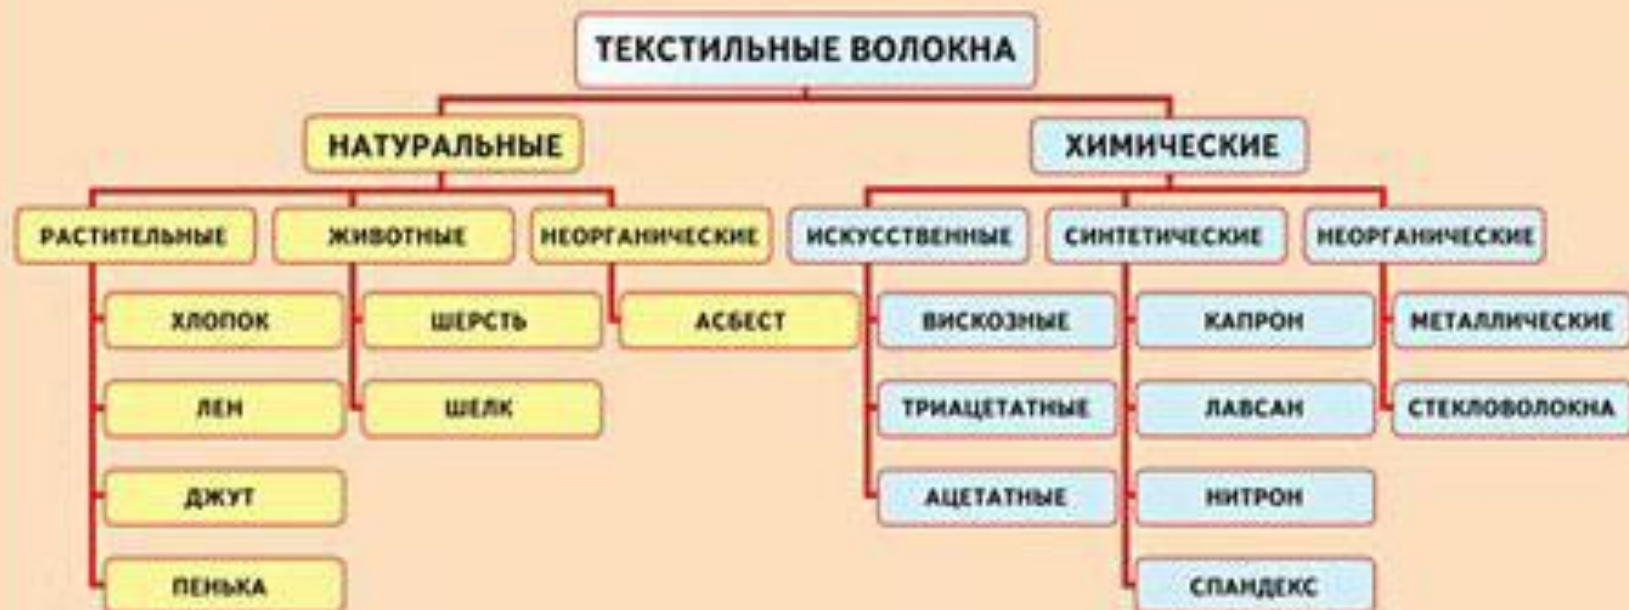 ТЕКСТИЛЬНЫЕ ВОЛОКНА
НАТУРАЛЬНЫЕ
ХИМИЧЕСКИЕ
РАСТИТЕЛЬНЫЕ
ЖИВОТНЫЕ
НЕОРГАНИЧЕСКИЕ
ИСКУССТВЕННЫЕ
СИНТЕТИЧЕСКИЕ
НЕОРГАНИЧЕСКИЕ
ХЛОПОК
ШЕРСТЬ
АСБЕСТ
ВИСКОЗНЫЕ
КАПРОН
МЕТАЛЛИЧЕСКИЕ
ЛЕН
ШЕЛК
ТРИАЦЕТАТНЫЕ
ЛАВСАН
СТЕКЛОВОЛОКНА
ДЖУТ
АЦЕТАТНЫЕ
НИТРОН
ПЕНЬКА
СПАНДЕКС